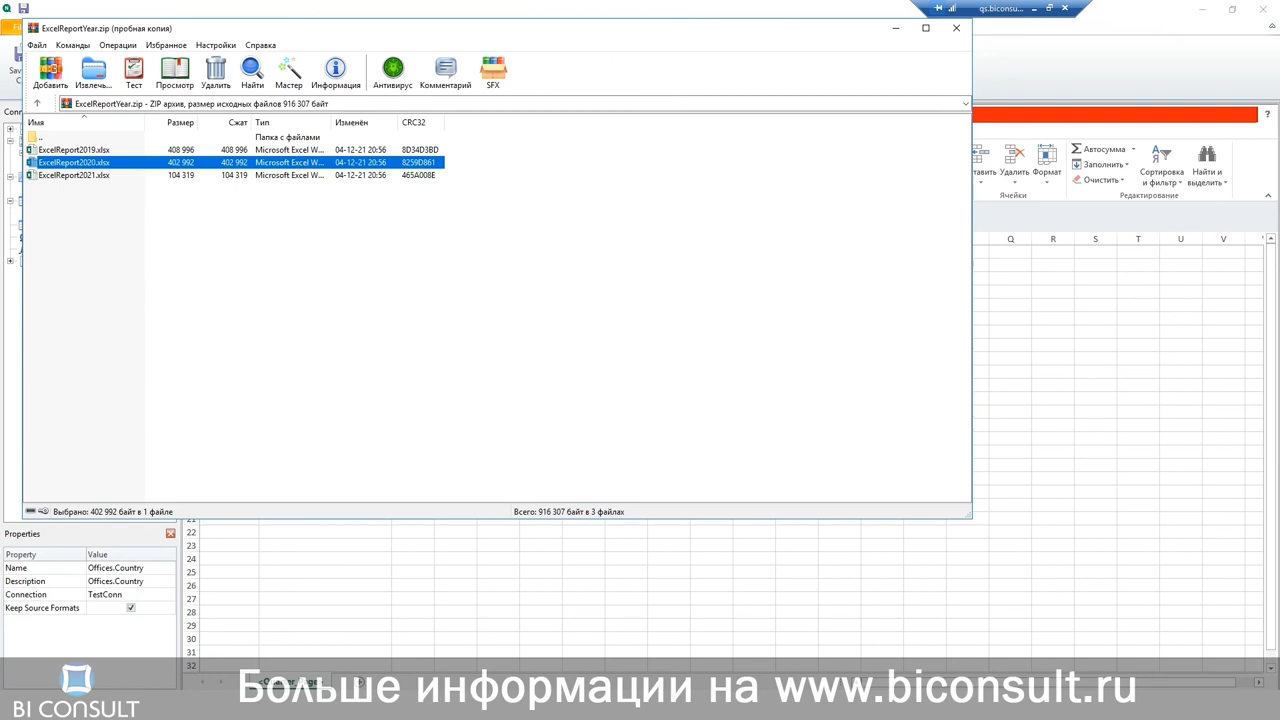 qs.biconsu...
ExcelReportYear.zip (пробная копия)
Файл Команды Операции Избранное Настройки Справка
Добавить Извлечь... Тест Просмотр Удалить Найти Мастер Информация Антивирус Комментарий SFX
ExcelReportYear.zip - ZIP архив, размер исходных файлов 916 307 байт
?
Имя Размер Сжат Тип Изменён CRC32
.. Папка с файлами
ExcelReport2019.xlsx 408 996 408 996 Microsoft Excel W... 04-12-21 20:56 8D34D3BD
ExcelReport2020.xlsx 402 992 402 992 Microsoft Excel W... 04-12-21 20:56 8259D861
ExcelReport2021.xlsx 104 319 104 319 Microsoft Excel W... 04-12-21 20:56 465A008E
Автосумма
Заполнить
Очистить
Удалить Формат
Сортировка и фильтр
Найти и выделить
Ячейки Редактирование
Q R S T U V
Выбрано: 402 992 байт в 1 файле Всего: 916 307 байт в 3 файлах
Properties
Property Value
Name Offices.Country
Description Offices.Country
Connection TestConn
Keep Source Formats
22
23
24
25
26
27
28
29
30
31
32
Больше информации на www.biconsult.ru
BI CONSULT